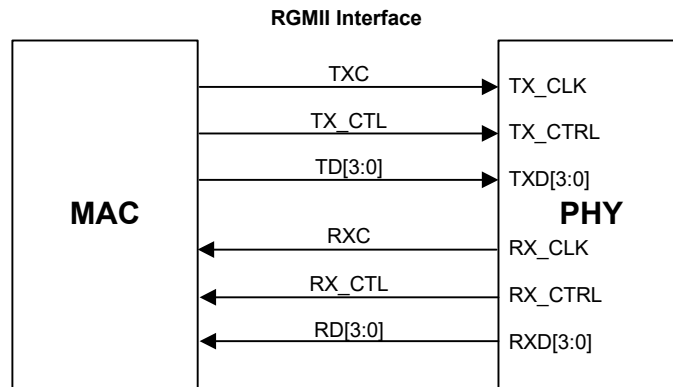 RGMII Interface
TXC
TX_CLK
TX_CTL
TX_CTRL
TD[3:0]
TXD[3:0]
MAC
PHY
RXC
RX_CLK
RX_CTL
RX_CTRL
RD[3:0]
RXD[3:0]